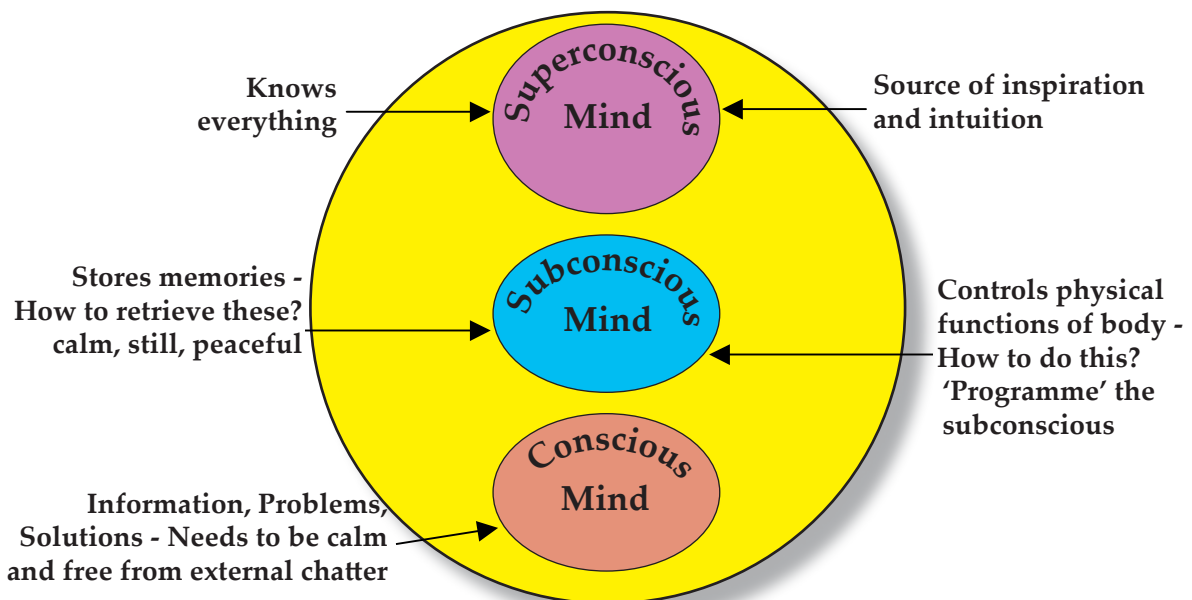 Superconscious
Mind
Knows
everything
Source of inspiration
and intuition
Subconscious
Mind
Stores memories -
How to retrieve these?
calm, still, peaceful
Controls physical
functions of body -
How to do this?
‘Programme’ the
subconscious
Conscious
Mind
Information, Problems,
Solutions - Needs to be calm
and free from external chatter